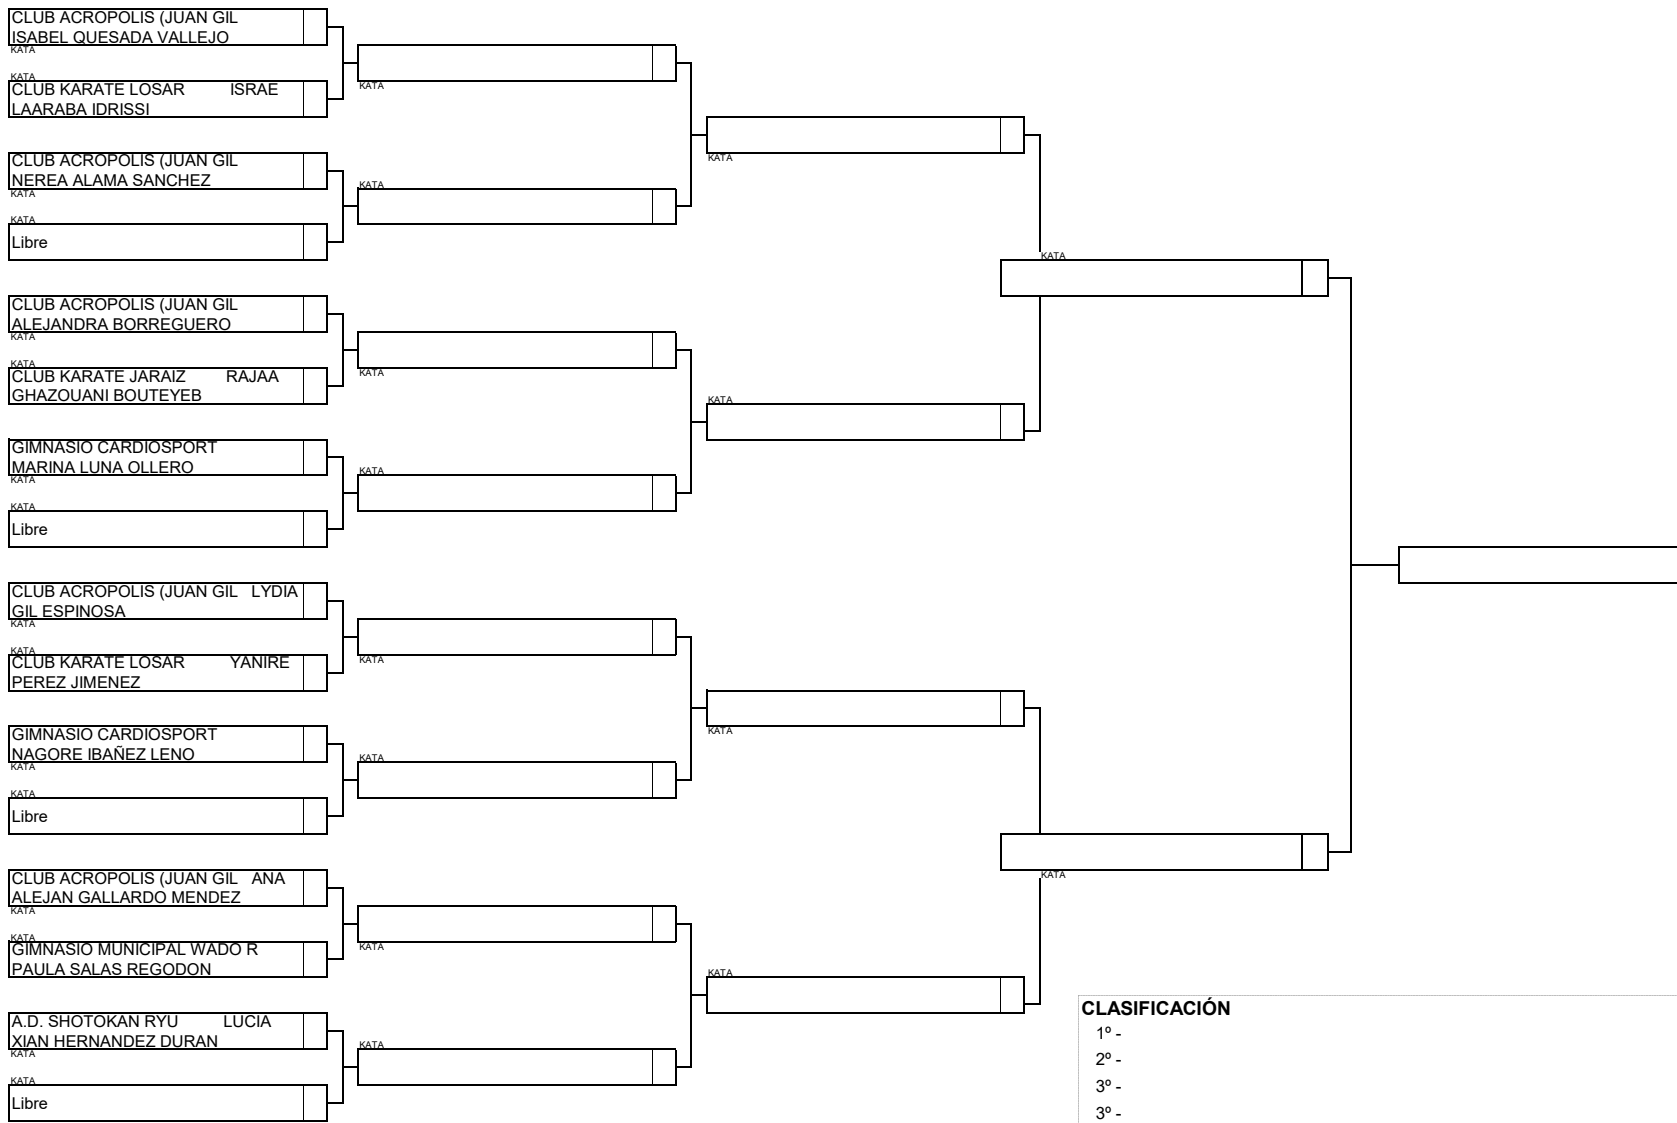 CLUB ACROPOLIS (JUAN GIL
ISABEL QUESADA VALLEJO
KATA
KATA
CLUB KARATE LOSAR ISRAE
LAARABA IDRISSI
CLUB ACROPOLIS (JUAN GIL
NEREA ALAMA SANCHEZ
KATA
KATA
Libre
CLUB ACROPOLIS (JUAN GIL
ALEJANDRA BORREGUERO
KATA
KATA
CLUB KARATE JARAIZ RAJAA
GHAZOUANI BOUTEYEB
GIMNASIO CARDIOSPORT
MARINA LUNA OLLERO
KATA
KATA
Libre
CLUB ACROPOLIS (JUAN GIL LYDIA
GIL ESPINOSA
KATA
KATA
CLUB KARATE LOSAR YANIRE
PEREZ JIMENEZ
GIMNASIO CARDIOSPORT
NAGORE IBAÑEZ LENO
KATA
KATA
Libre
CLUB ACROPOLIS (JUAN GIL ANA
ALEJAN GALLARDO MENDEZ
KATA
KATA
GIMNASIO MUNICIPAL WADO R
PAULA SALAS REGODON
A.D. SHOTOKAN RYU LUCIA
XIAN HERNANDEZ DURAN
KATA
KATA
Libre
KATA
KATA
KATA
KATA
KATA
KATA
KATA
KATA
KATA
KATA
KATA
KATA
KATA
KATA
CLASIFICACIÓN
1º -
2º -
3º -
3º -